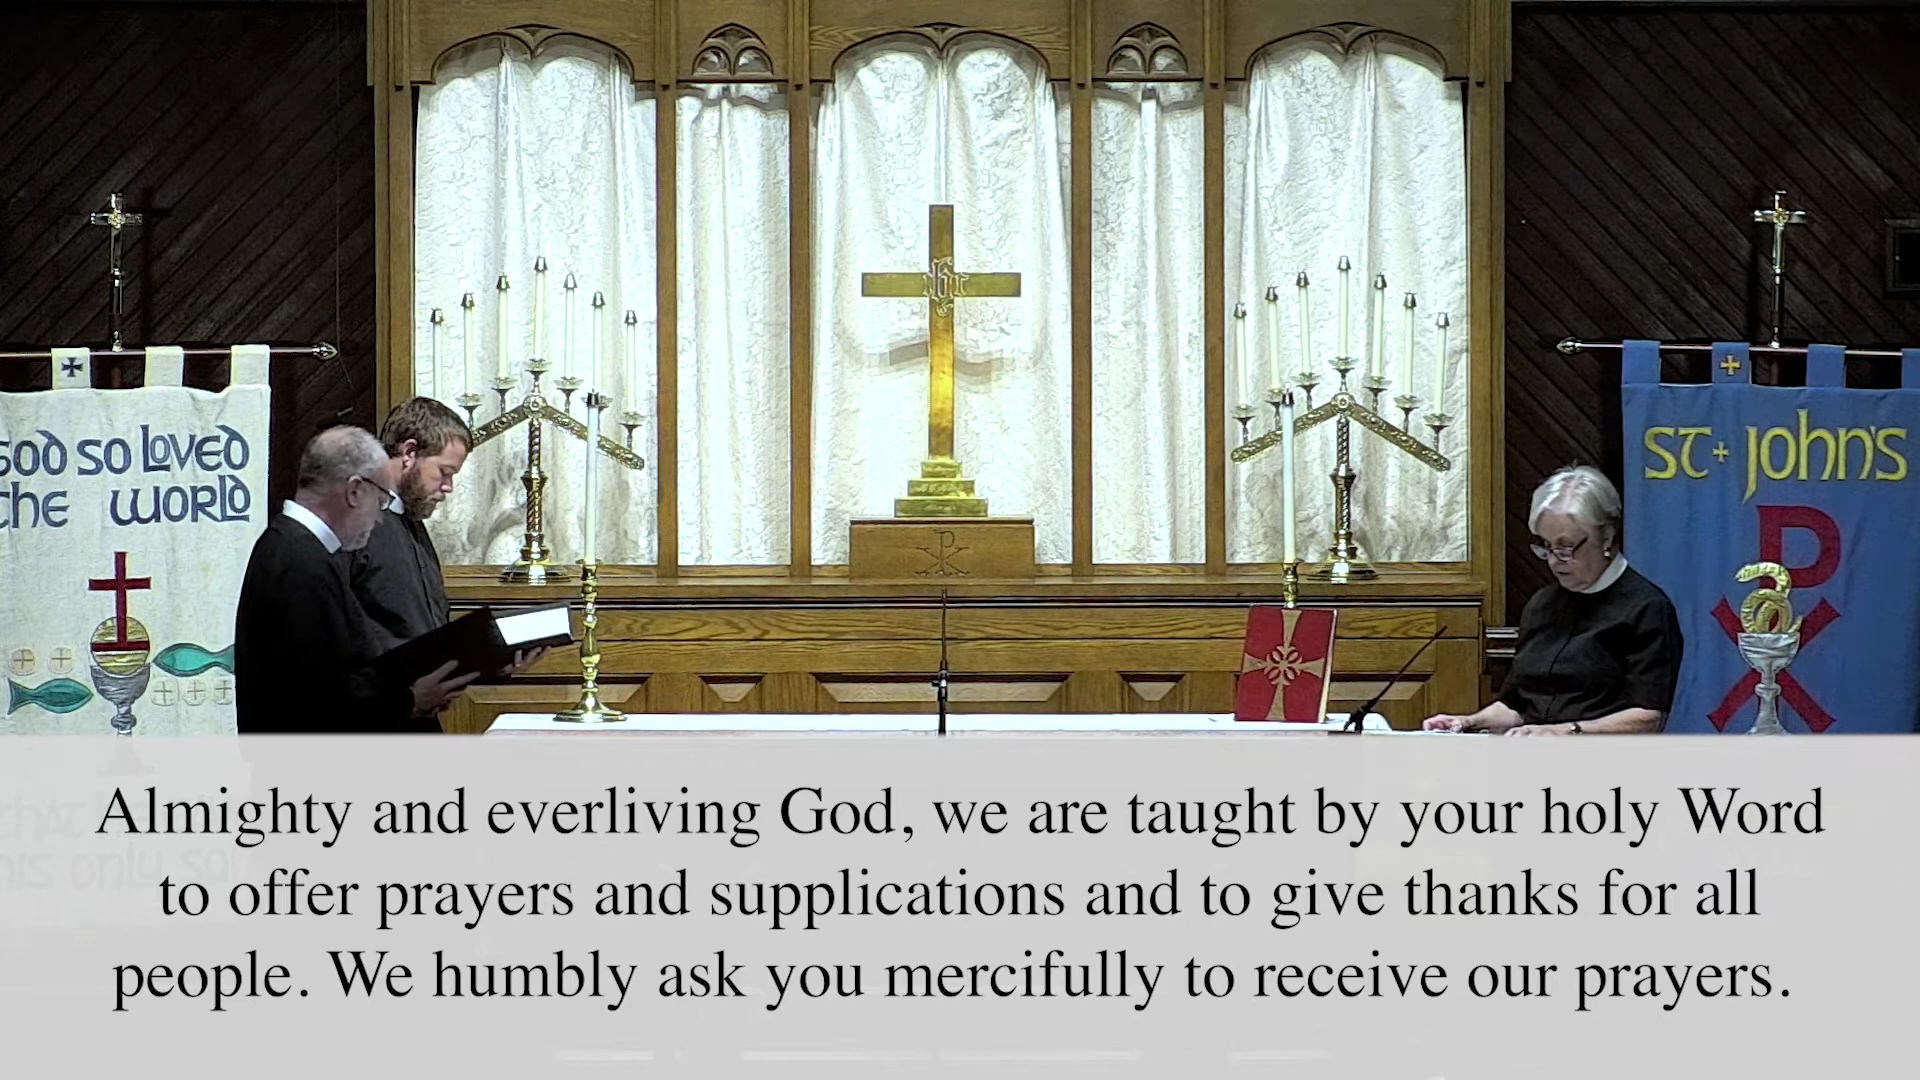 GOD SO LOVED
THE WORLD
ST+ JOHN'S
Almighty and everliving God, we are taught by your holy Word
to offer prayers and supplications and to give thanks for all
people. We humbly ask you mercifully to receive our prayers.